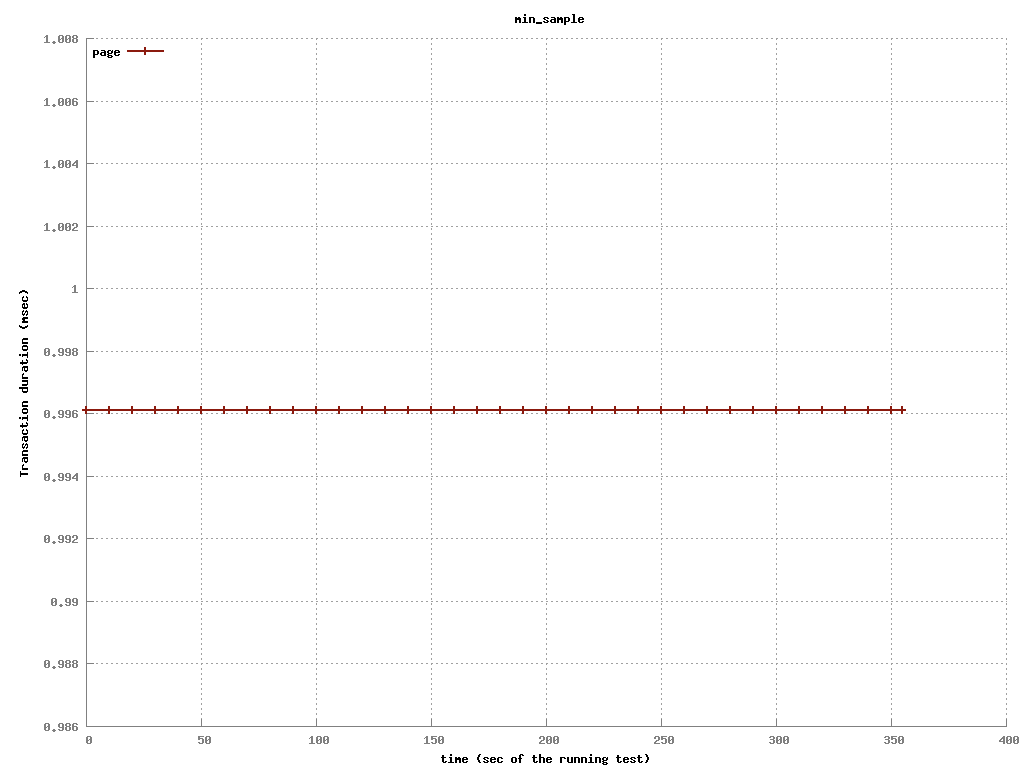 min_sample
1.008
page
1.006
1.004
1.002
1
0.998
0.996
0.994
0.992
0.99
0.988
0.986
Transaction duration (msec)
0 50 100 150 200 250 300 350 400
time (sec of the running test)